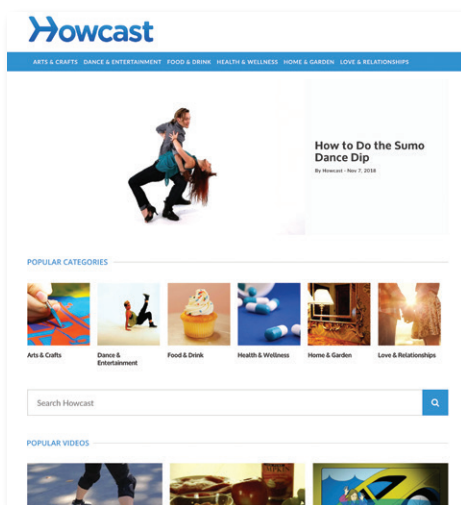 Howcast
ARTS & CRAFTS DANCE & ENTERTAINMENT FOOD & DRINK HEALTH & WELLNESS HOME & GARDEN LOVE & RELATIONSHIPS
How to Do the Sumo
Dance Dip
By Howcast - Nov 7, 2018
POPULAR CATEGORIES
Arts & Crafts
Dance &
Entertainment
Food & Drink
Health & Wellness
Home & Garden
Love & Relationships
Search Howcast
POPULAR VIDEOS